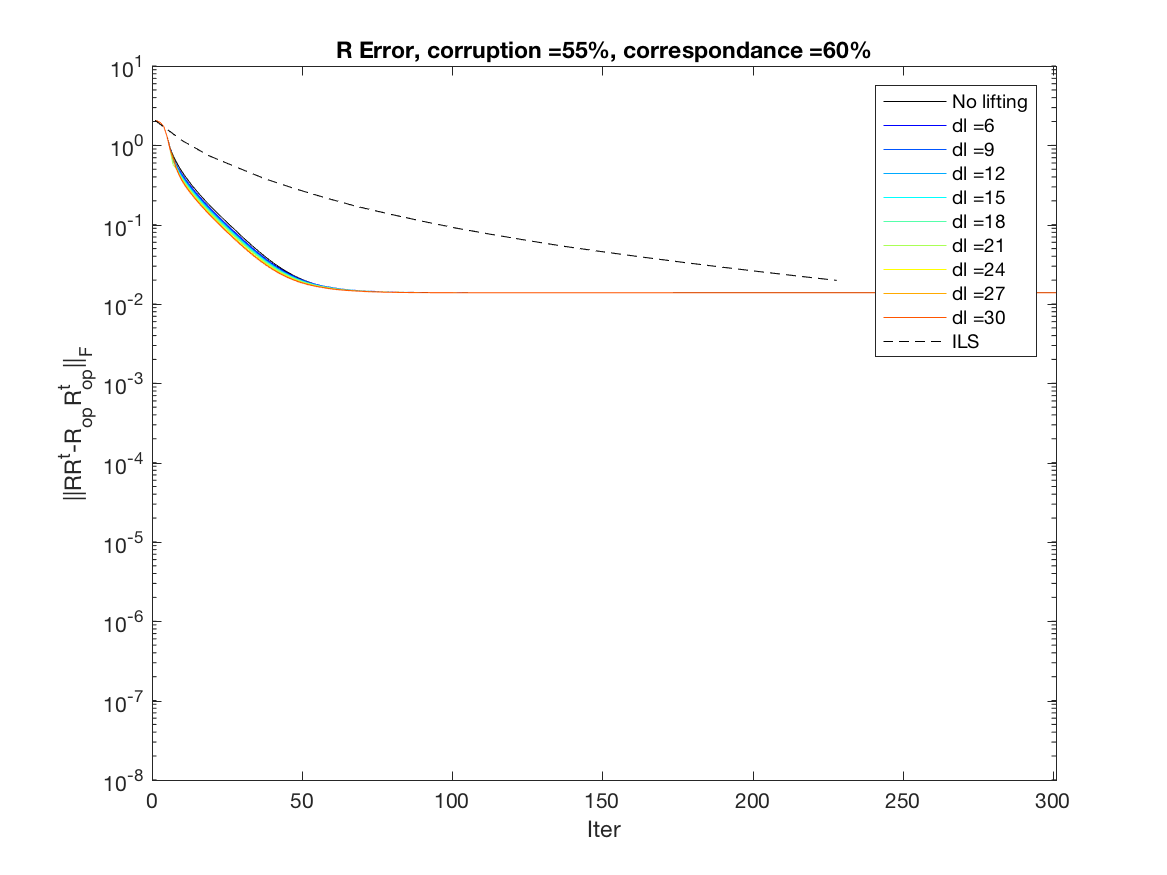 R Error, corruption =55%, correspondance =60%
10^1
10^0
10^-1
10^-2
10^-3
10^-4
10^-5
10^-6
10^-7
10^-8
||RR^t-R_op R_op^t||_F
No lifting
dl =6
dl =9
dl =12
dl =15
dl =18
dl =21
dl =24
dl =27
dl =30
ILS
0 50 100 150 200 250 300
Iter